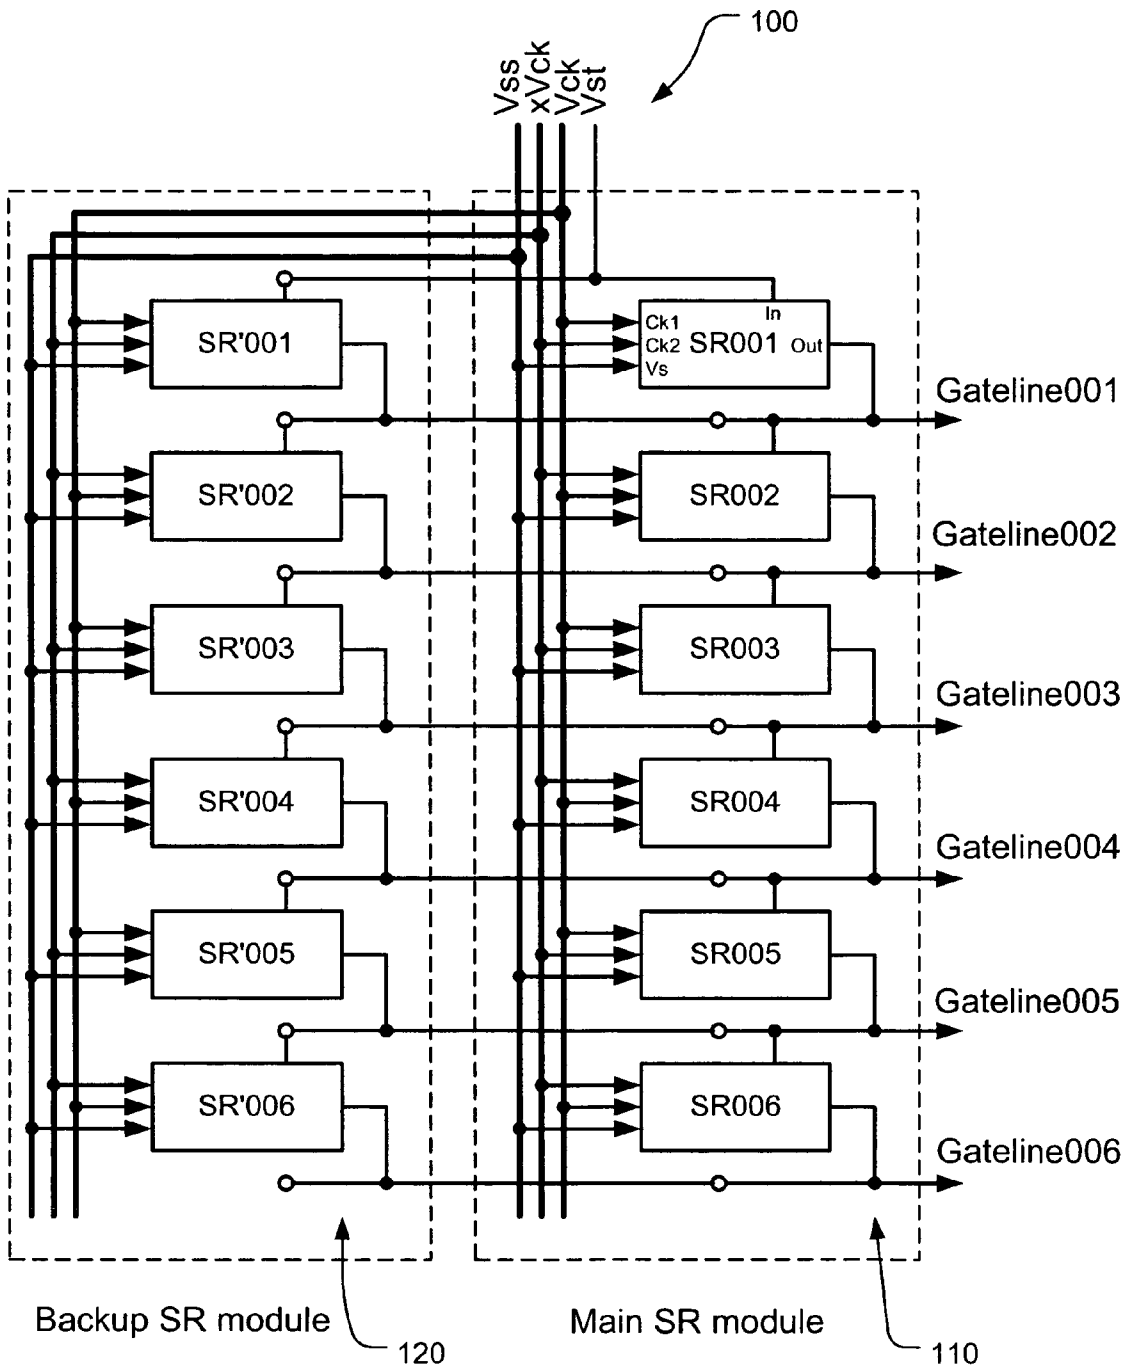 100
Vss
xVck
Vck
Vst
SR'001
In
Ck1
Ck2 SR001 Out
Vs
Gateline001
SR'002
SR002
Gateline002
SR'003
SR003
Gateline003
SR'004
SR004
Gateline004
SR'005
SR005
Gateline005
SR'006
SR006
Gateline006
Backup SR module
120
Main SR module
110